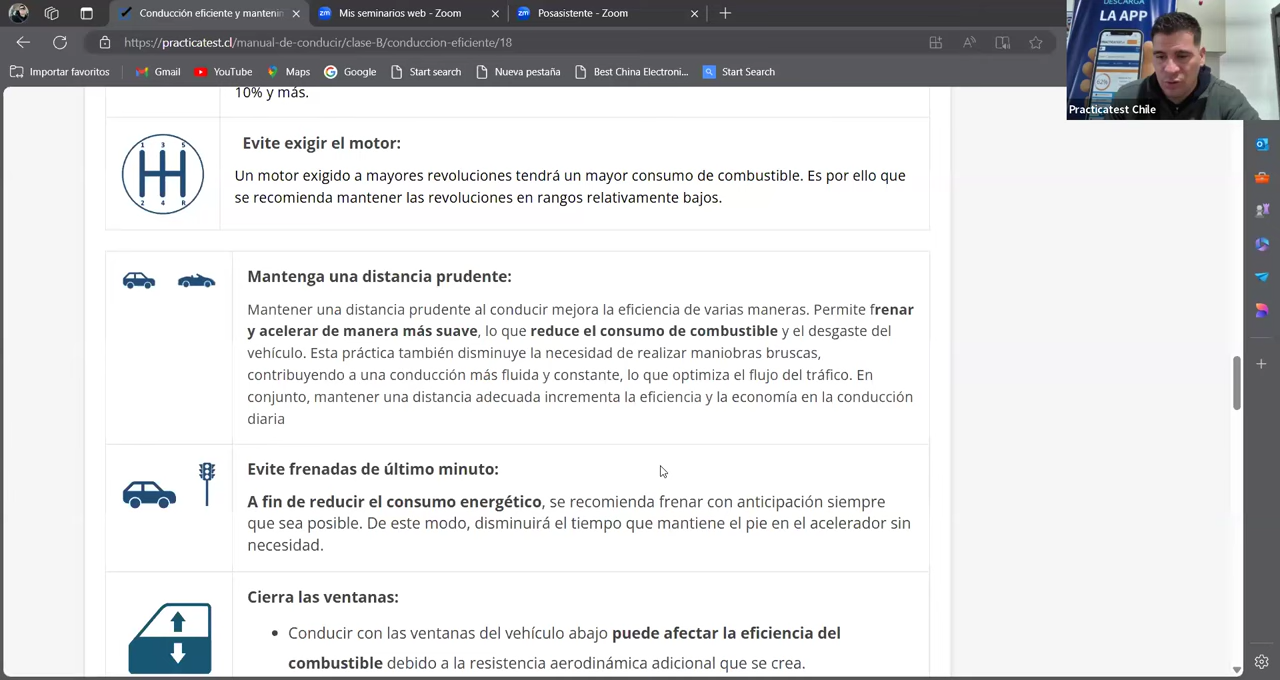 Conducción eficiente y mantenin
Mis seminarios web - Zoom
Posasistente - Zoom
https://practicatest.cl/manual-de-conducir/clase-B/conduccion-eficiente/18
Importar favoritos
Gmail
YouTube
Maps
Google
Start search
Nueva pestaña
Best China Electroni...
Start Search
DESCARGA
LA APP
Practicatest Chile
10% y más.
1 3 5
2 4 R
Evite exigir el motor:
Un motor exigido a mayores revoluciones tendrá un mayor consumo de combustible. Es por ello que
se recomienda mantener las revoluciones en rangos relativamente bajos.
Mantenga una distancia prudente:
Mantener una distancia prudente al conducir mejora la eficiencia de varias maneras. Permite frenar
y acelerar de manera más suave, lo que reduce el consumo de combustible y el desgaste del
vehículo. Esta práctica también disminuye la necesidad de realizar maniobras bruscas,
contribuyendo a una conducción más fluida y constante, lo que optimiza el flujo del tráfico. En
conjunto, mantener una distancia adecuada incrementa la eficiencia y la economía en la conducción
diaria
Evite frenadas de último minuto:
A fin de reducir el consumo energético, se recomienda frenar con anticipación siempre
que sea posible. De este modo, disminuirá el tiempo que mantiene el pie en el acelerador sin
necesidad.
Cierra las ventanas:
• Conducir con las ventanas del vehículo abajo puede afectar la eficiencia del
combustible debido a la resistencia aerodinámica adicional que se crea.